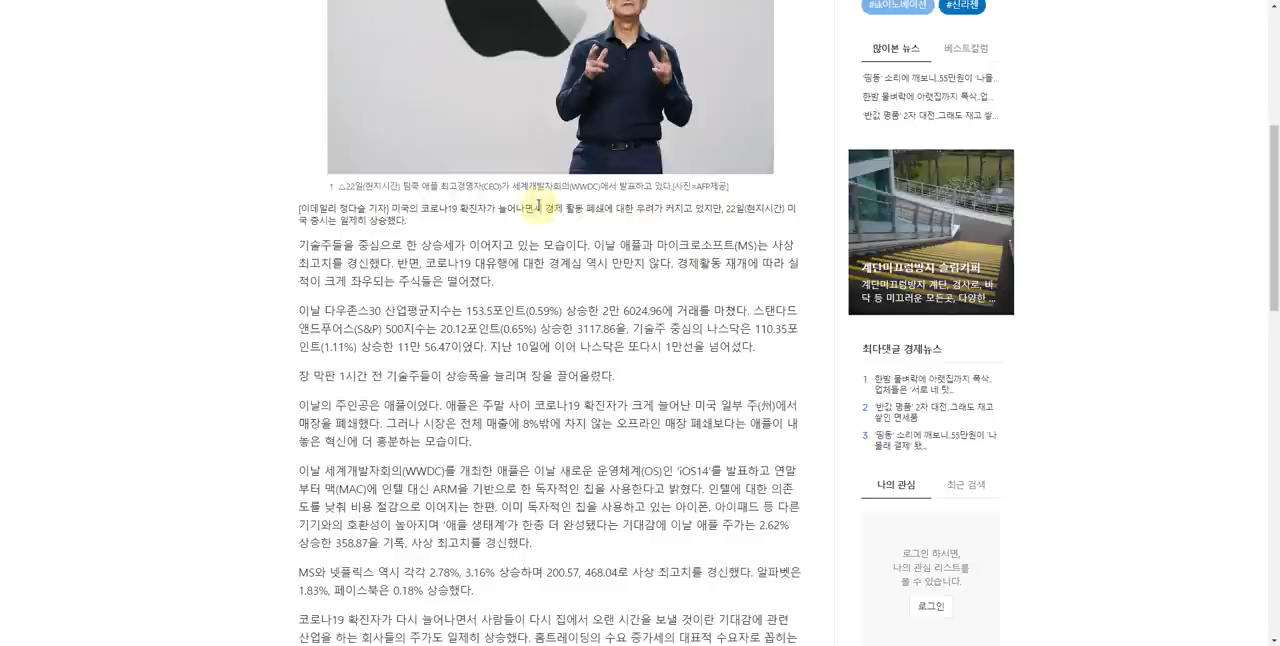 #sk이노베이션 #신라젠
많이본 뉴스 베스트칼럼
'띵동' 소리에 깨보니..55만원이 '나몰...
한밤 물벼락에 아랫집까지 폭삭..업...
'반값 명품' 2차 대전..그래도 재고 쌓...
↑ △22일(현지시간) 팀쿡 애플 최고경영자(CEO)가 세계개발자회의(WWDC)에서 발표하고 있다.[사진=AFP제공]
[이데일리 정다슬 기자] 미국의 코로나19 확진자가 늘어나면서 경제 활동 폐쇄에 대한 우려가 커지고 있지만, 22일(현지시간) 미
국 증시는 일제히 상승했다.
기술주들을 중심으로 한 상승세가 이어지고 있는 모습이다. 이날 애플과 마이크로소프트(MS)는 사상
최고치를 경신했다. 반면, 코로나19 대유행에 대한 경계심 역시 만만치 않다. 경제활동 재개에 따라 실
적이 크게 좌우되는 주식들은 떨어졌다.
이날 다우존스30 산업평균지수는 153.5포인트(0.59%) 상승한 2만 6024.96에 거래를 마쳤다. 스탠다드
앤드푸어스(S&P) 500지수는 20.12포인트(0.65%) 상승한 3117.86을, 기술주 중심의 나스닥은 110.35포
인트(1.11%) 상승한 11만 56.47이었다. 지난 10일에 이어 나스닥은 또다시 1만선을 넘어섰다.
장 막판 1시간 전 기술주들이 상승폭을 늘리며 장을 끌어올렸다.
이날의 주인공은 애플이었다. 애플은 주말 사이 코로나19 확진자가 크게 늘어난 미국 일부 주(州)에서
매장을 폐쇄했다. 그러나 시장은 전체 매출에 8%밖에 차지 않는 오프라인 매장 폐쇄보다는 애플이 내
놓은 혁신에 더 흥분하는 모습이다.
이날 세계개발자회의(WWDC)를 개최한 애플은 이날 새로운 운영체계(OS)인 'iOS14'를 발표하고 연말
부터 맥(MAC)에 인텔 대신 ARM을 기반으로 한 독자적인 칩을 사용한다고 밝혔다. 인텔에 대한 의존
도를 낮춰 비용 절감으로 이어지는 한편, 이미 독자적인 칩을 사용하고 있는 아이폰, 아이패드 등 다른
기기와의 호환성이 높아지며 '애플 생태계'가 한층 더 완성됐다는 기대감에 이날 애플 주가는 2.62%
상승한 358.87을 기록, 사상 최고치를 경신했다.
MS와 넷플릭스 역시 각각 2.78%, 3.16% 상승하며 200.57, 468.04로 사상 최고치를 경신했다. 알파벳은
1.83%, 페이스북은 0.18% 상승했다.
코로나19 확진자가 다시 늘어나면서 사람들이 다시 집에서 오랜 시간을 보낼 것이란 기대감에 관련
산업을 하는 회사들의 주가도 일제히 상승했다. 홈트레이딩의 수요 증가세의 대표적 수요자로 꼽히는
계단미끄럼방지 슬립카피
계단미끄럼방지 계단, 경사로, 바
닥 등 미끄러운 모든곳, 다양한 ...
최다댓글 경제뉴스
1 한밤 물벼락에 아랫집까지 폭삭..
업체들은 "서로 네 탓...
2 '반값 명품' 2차 대전..그래도 재고
쌓인 면세품
3 '띵동' 소리에 깨보니..55만원이 '나
몰래 결제' 됐...
나의 관심 최근 검색
로그인 하시면,
나의 관심 리스트를
볼 수 있습니다.
로그인